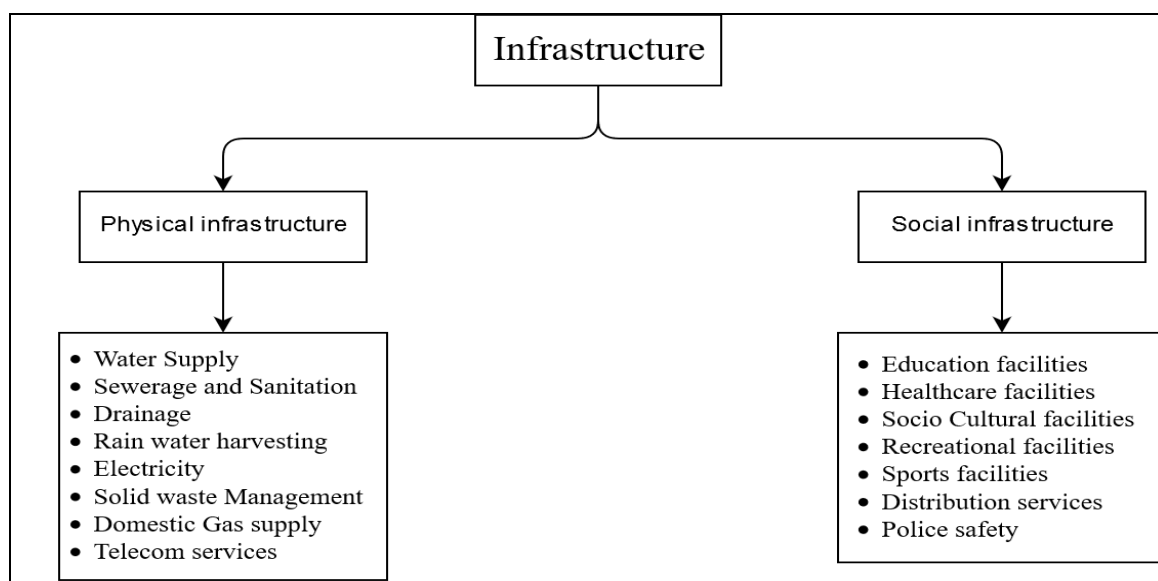 Infrastructure
Physical infrastructure
Social infrastructure
• Water Supply
• Sewerage and Sanitation
• Drainage
• Rain water harvesting
• Electricity
• Solid waste Management
• Domestic Gas supply
• Telecom services
• Education facilities
• Healthcare facilities
• Socio Cultural facilities
• Recreational facilities
• Sports facilities
• Distribution services
• Police safety